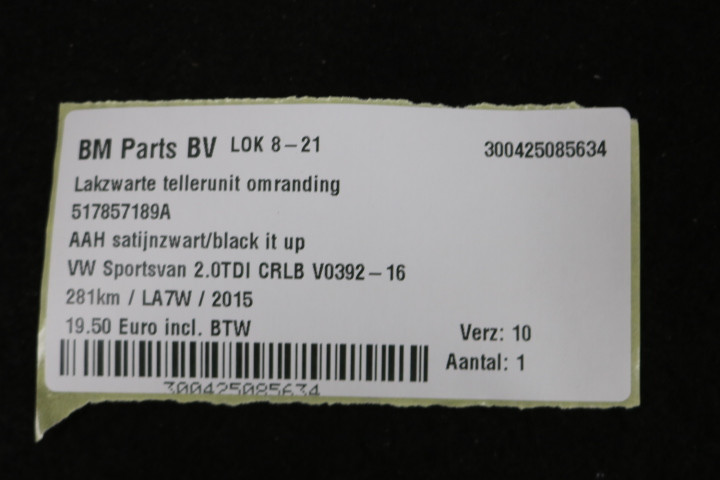 BM Parts BV LOK 8-21 300425085634
Lakzwarte tellerunit omranding
517857189A
AAH satijnzwart/black it up
VW Sportsvan 2.0TDI CRLB V0392-16
281km / LA7W / 2015
19.50 Euro incl. BTW Verz: 10
Aantal: 1
300425085634